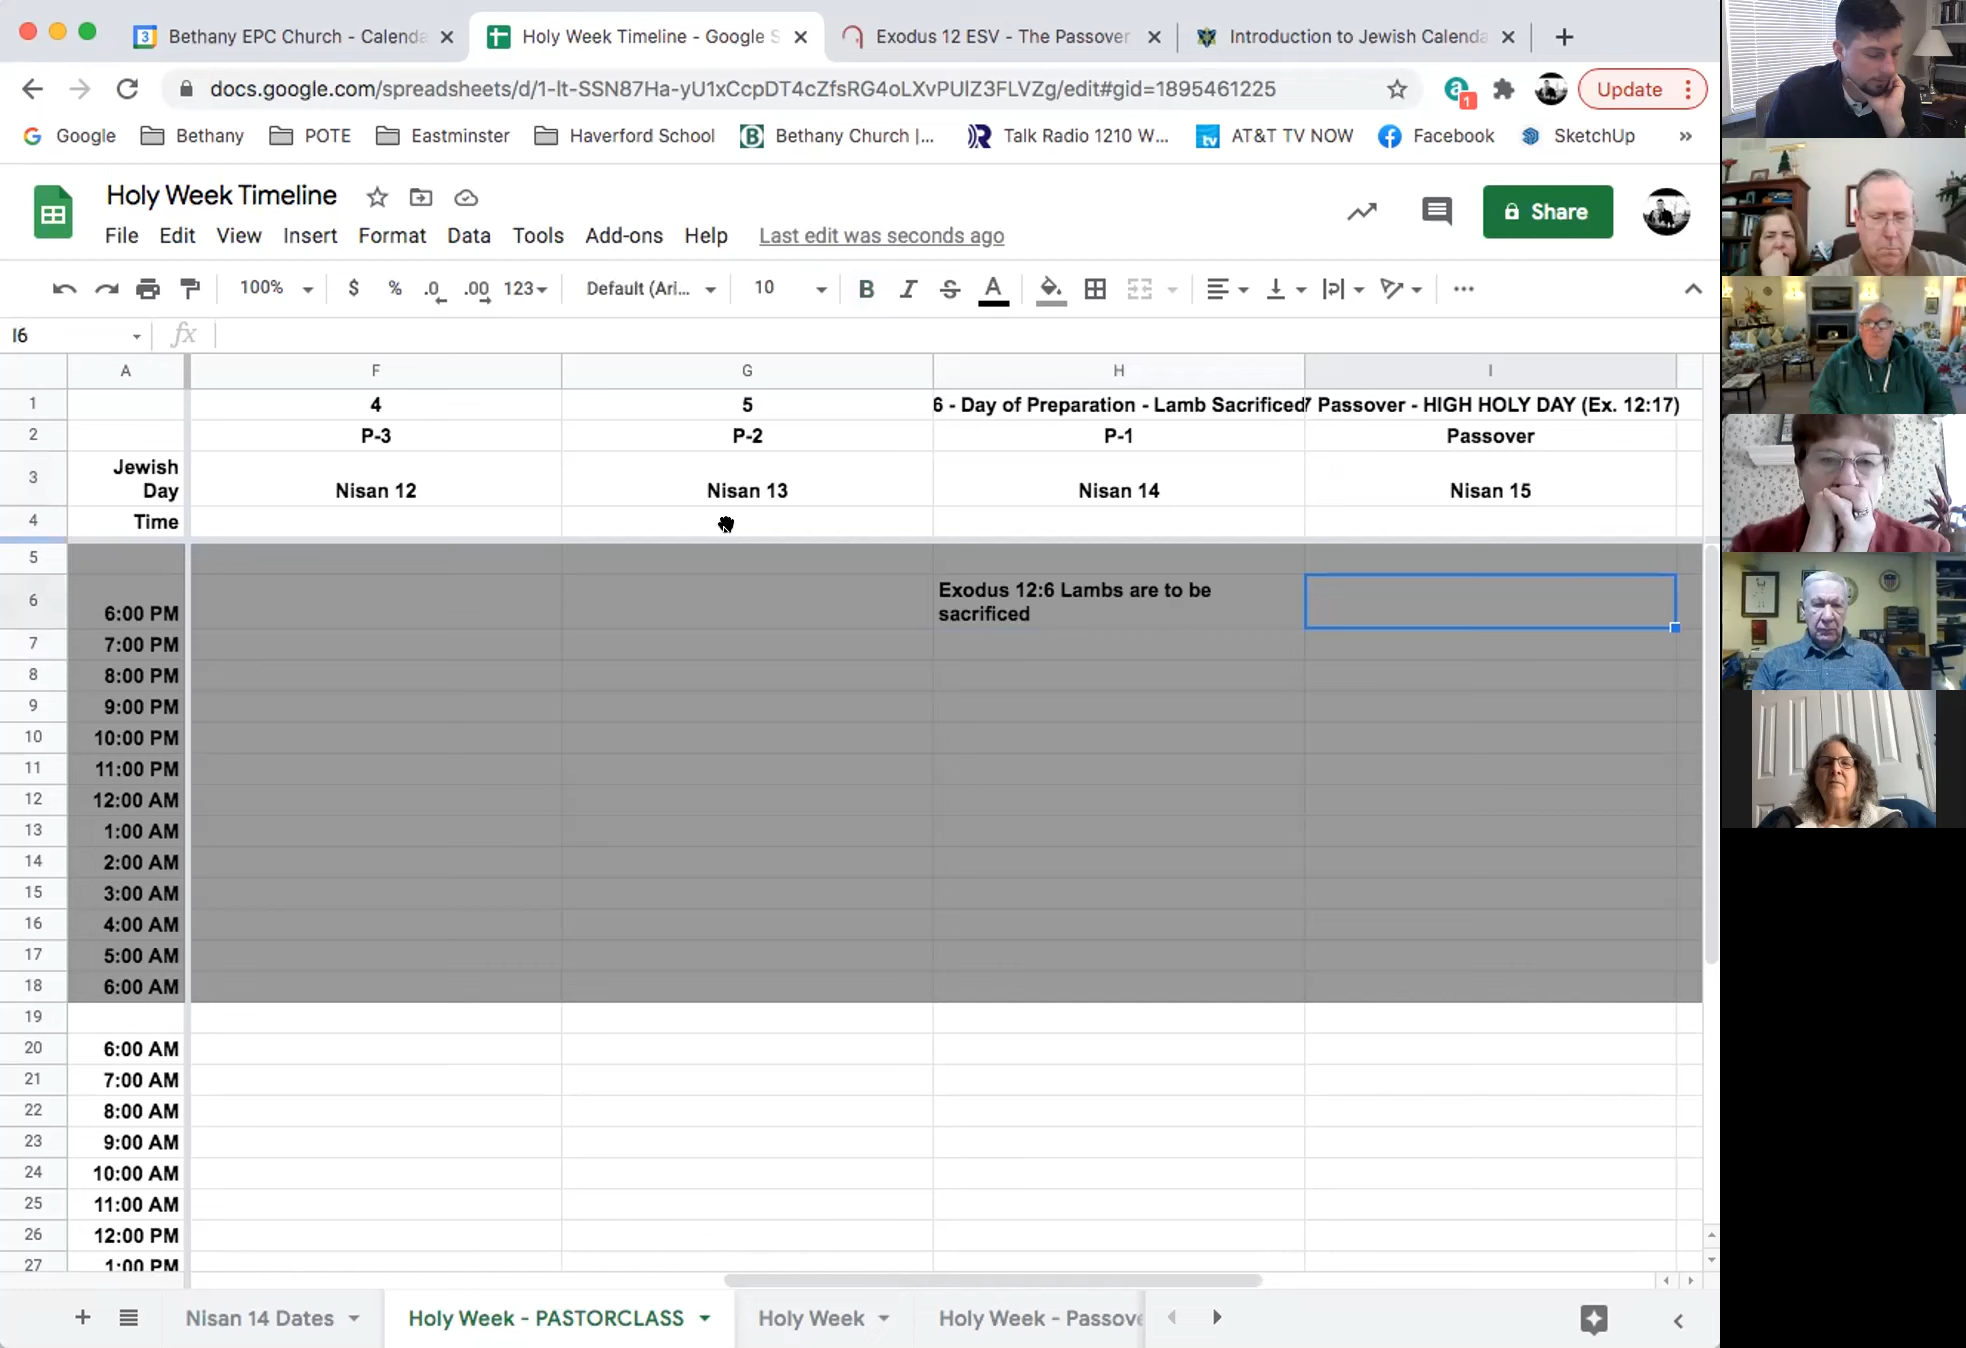 Bethany EPC Church - Calenda
Holy Week Timeline - Google S
Exodus 12 ESV - The Passover
Introduction to Jewish Calenda
docs.google.com/spreadsheets/d/1-lt-SSN87Ha-yU1xCcpDT4cZfsRG4oLXvPUlZ3FLVZg/edit#gid=1895461225
1
Update
Google
Bethany
POTE
Eastminster
Haverford School
Bethany Church |...
Talk Radio 1210 W...
AT&T TV NOW
Facebook
SketchUp
Holy Week Timeline
File Edit View Insert Format Data Tools Add-ons Help Last edit was seconds ago
Share
100% $ % .0 .00 123 Default (Ari... 10 B I S A
I6 fx
A F G H I
1 4 5 6 - Day of Preparation - Lamb Sacrificed 7 Passover - HIGH HOLY DAY (Ex. 12:17)
2 P-3 P-2 P-1 Passover
3 Jewish Day Nisan 12 Nisan 13 Nisan 14 Nisan 15
4 Time
5
6 6:00 PM Exodus 12:6 Lambs are to be sacrificed
7 7:00 PM
8 8:00 PM
9 9:00 PM
10 10:00 PM
11 11:00 PM
12 12:00 AM
13 1:00 AM
14 2:00 AM
15 3:00 AM
16 4:00 AM
17 5:00 AM
18 6:00 AM
19
20 6:00 AM
21 7:00 AM
22 8:00 AM
23 9:00 AM
24 10:00 AM
25 11:00 AM
26 12:00 PM
27 1:00 PM
Nisan 14 Dates
Holy Week - PASTORCLASS
Holy Week
Holy Week - Passove